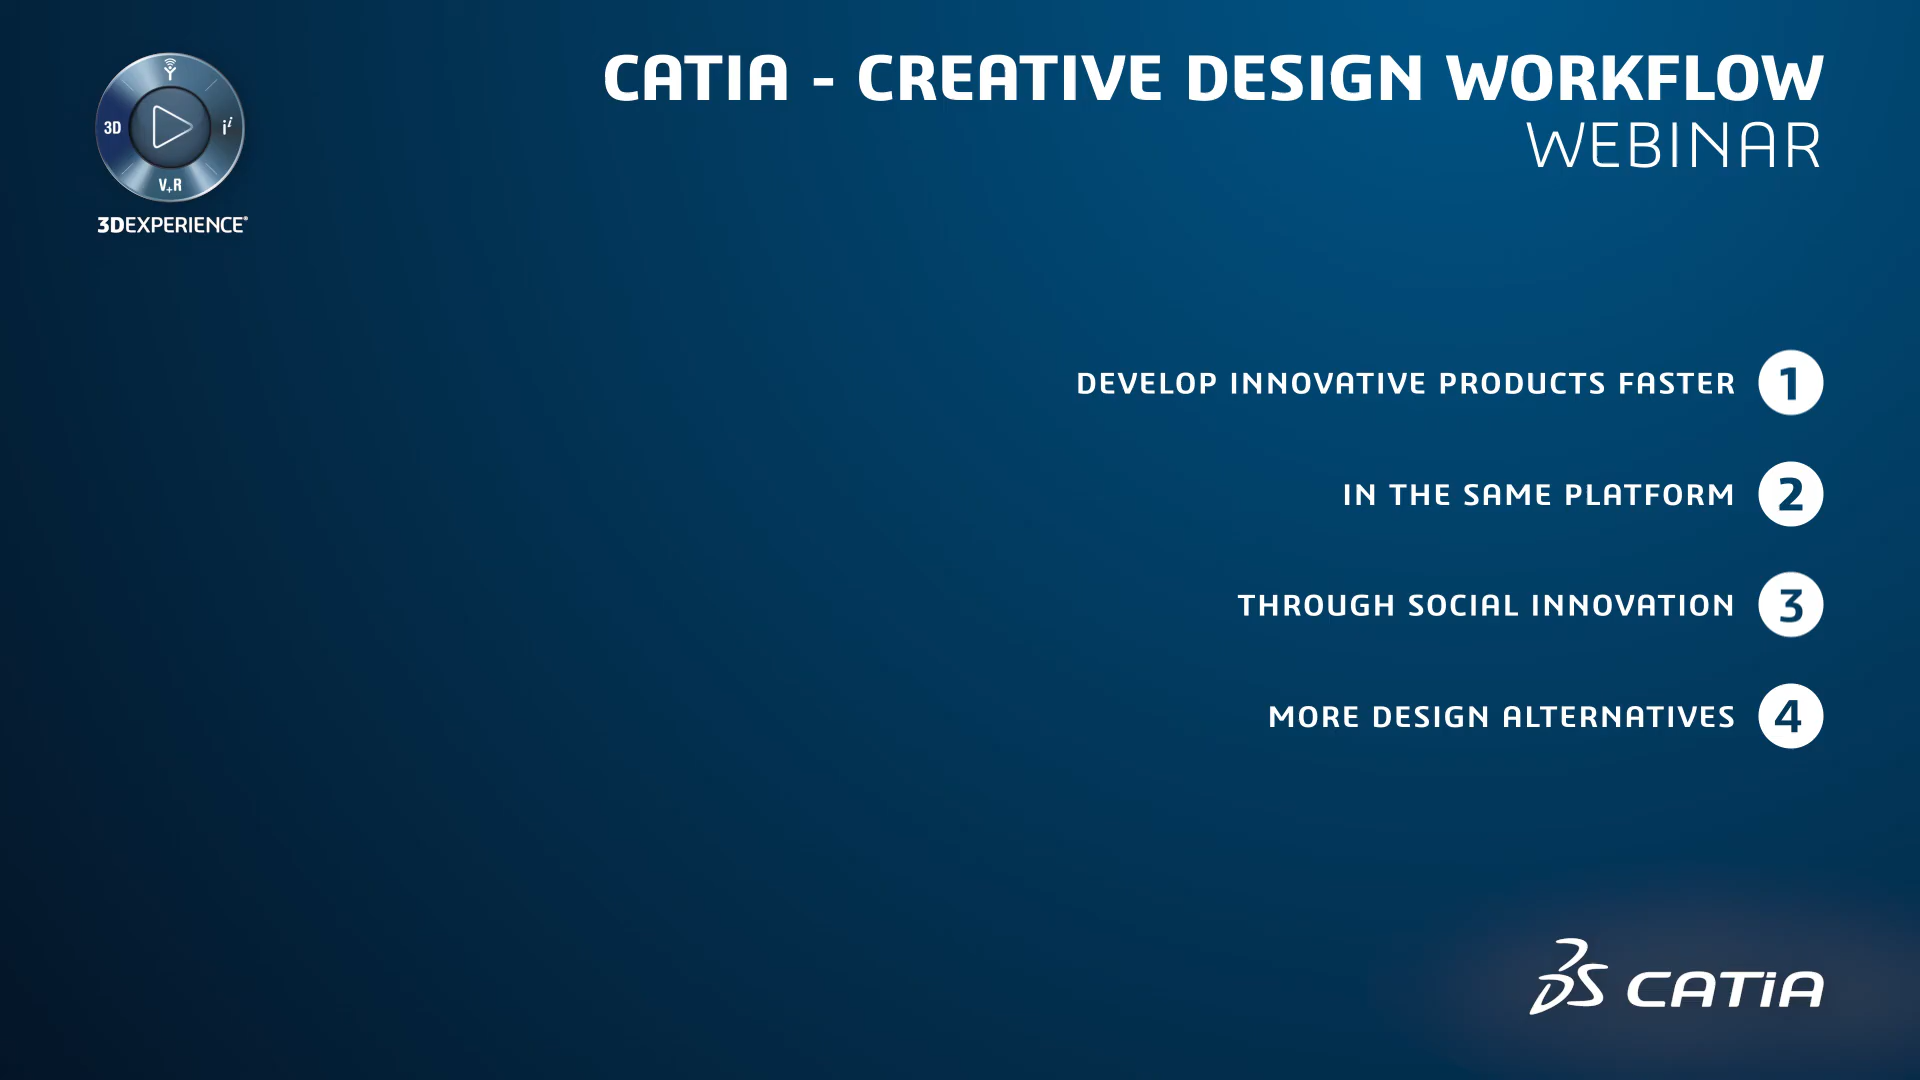 CATIA - CREATIVE DESIGN WORKFLOW
WEBINAR
3D
i i
V+R
3DEXPERIENCE®
DEVELOP INNOVATIVE PRODUCTS FASTER 1
IN THE SAME PLATFORM 2
THROUGH SOCIAL INNOVATION 3
MORE DESIGN ALTERNATIVES 4
3DS CATIA